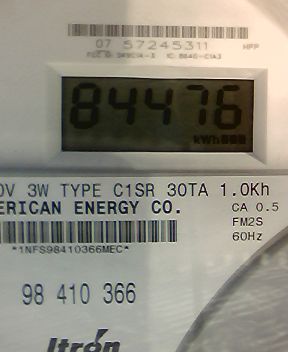 07 57245311
84476
kWh
0V 3W TYPE C1SR 30TA 1.0Kh
ERICAN ENERGY CO.
CA 0.5
FM2S
60Hz
*1NFS98410366MEC*
98 410 366
Itron